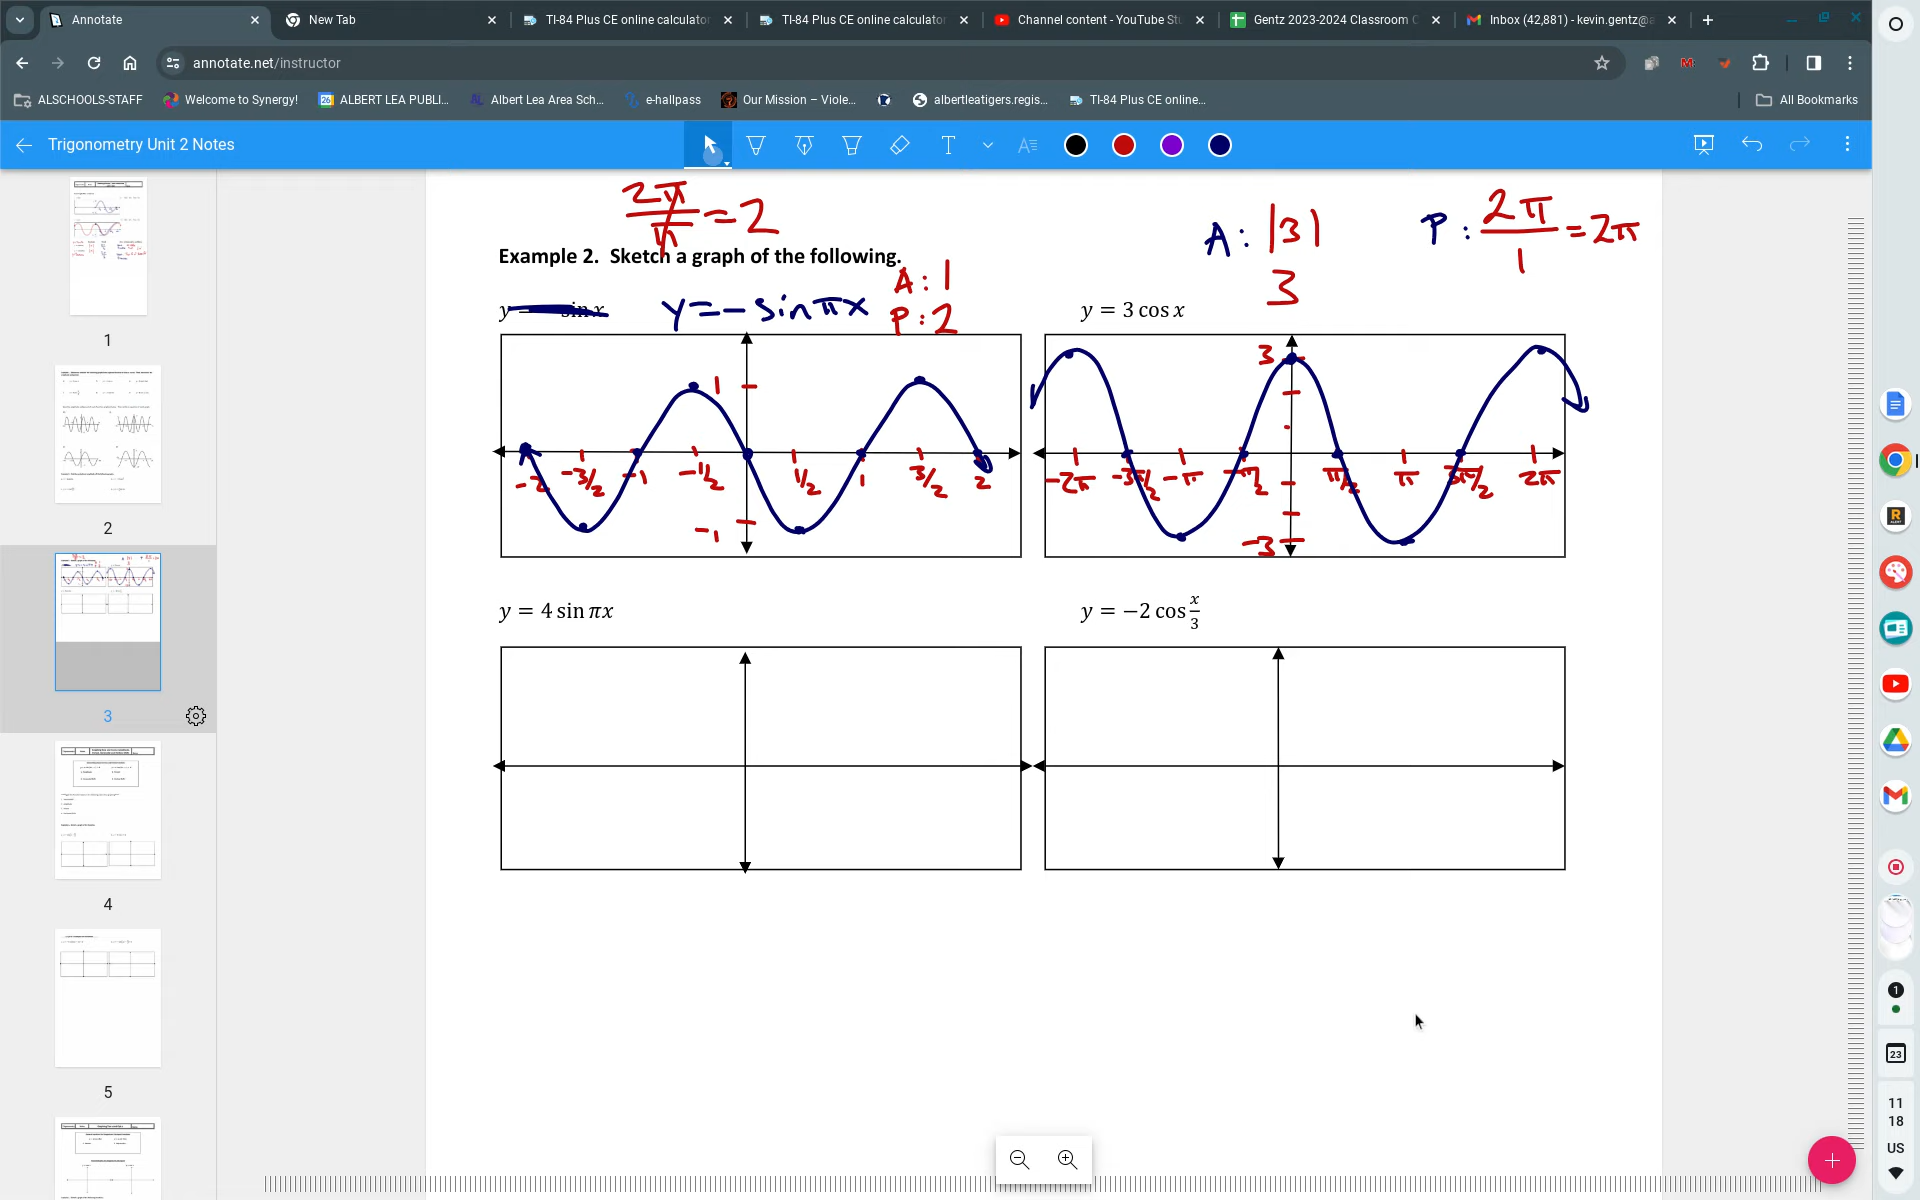 Annotate
New Tab
TI-84 Plus CE online calculator
TI-84 Plus CE online calculator
Channel content - YouTube Stu
Gentz 2023-2024 Classroom C
Inbox (42,881) - kevin.gentz@a
annotate.net/instructor
ALSCHOOLS-STAFF
Welcome to Synergy!
26
ALBERT LEA PUBLI...
Albert Lea Area Sch...
e-hallpass
Our Mission – Viole...
albertleatigers.regis...
TI-84 Plus CE online...
All Bookmarks
Trigonometry Unit 2 Notes
T
2π/π = 2
A: |3|
3
P: 2π/1 = 2π
Example 2. Sketch a graph of the following.
A: 1
P: 2
y = - sin πx
y = 3 cos x
1
-2 -3/2 -1 -1/2 1/2 1 3/2 2
-1
3
-2π -3π/2 -π -π/2 π/2 π 3π/2 2π
-3
y = 4 sin πx
y = −2 cos x/3
1
2
3
4
5
1
23
11
18
US